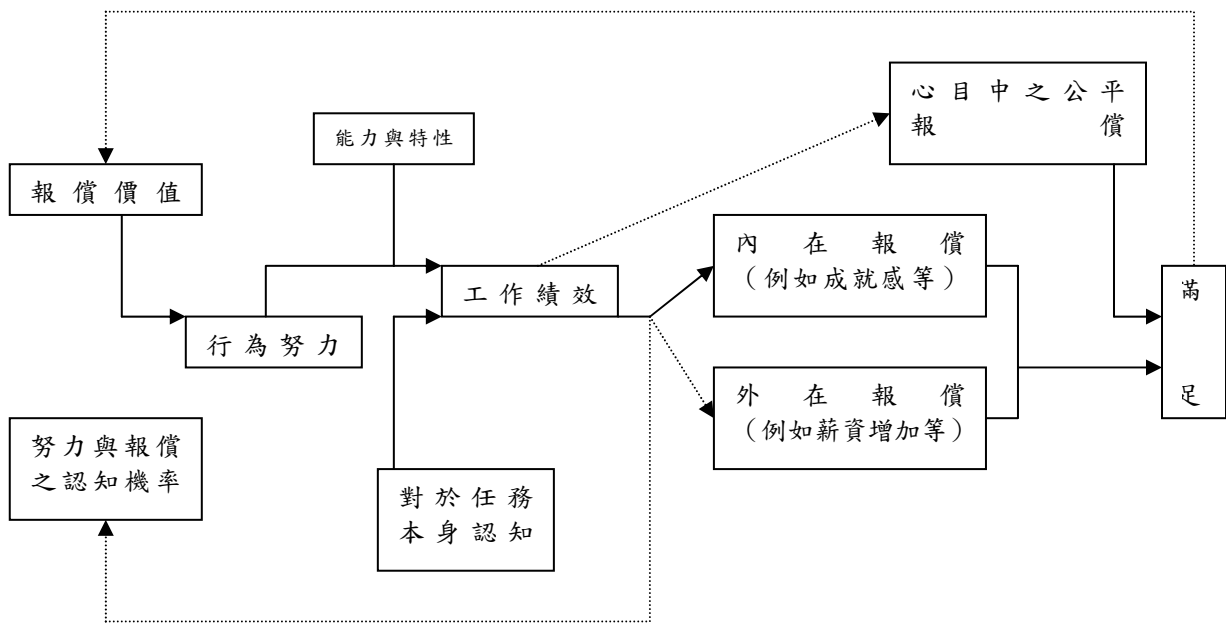 心目中之公平
報償
能力與特性
報償價值
內在報償
（例如成就感等）
工作績效
滿
足
行為努力
外在報償
（例如薪資增加等）
努力與報償
之認知機率
對於任務
本身認知